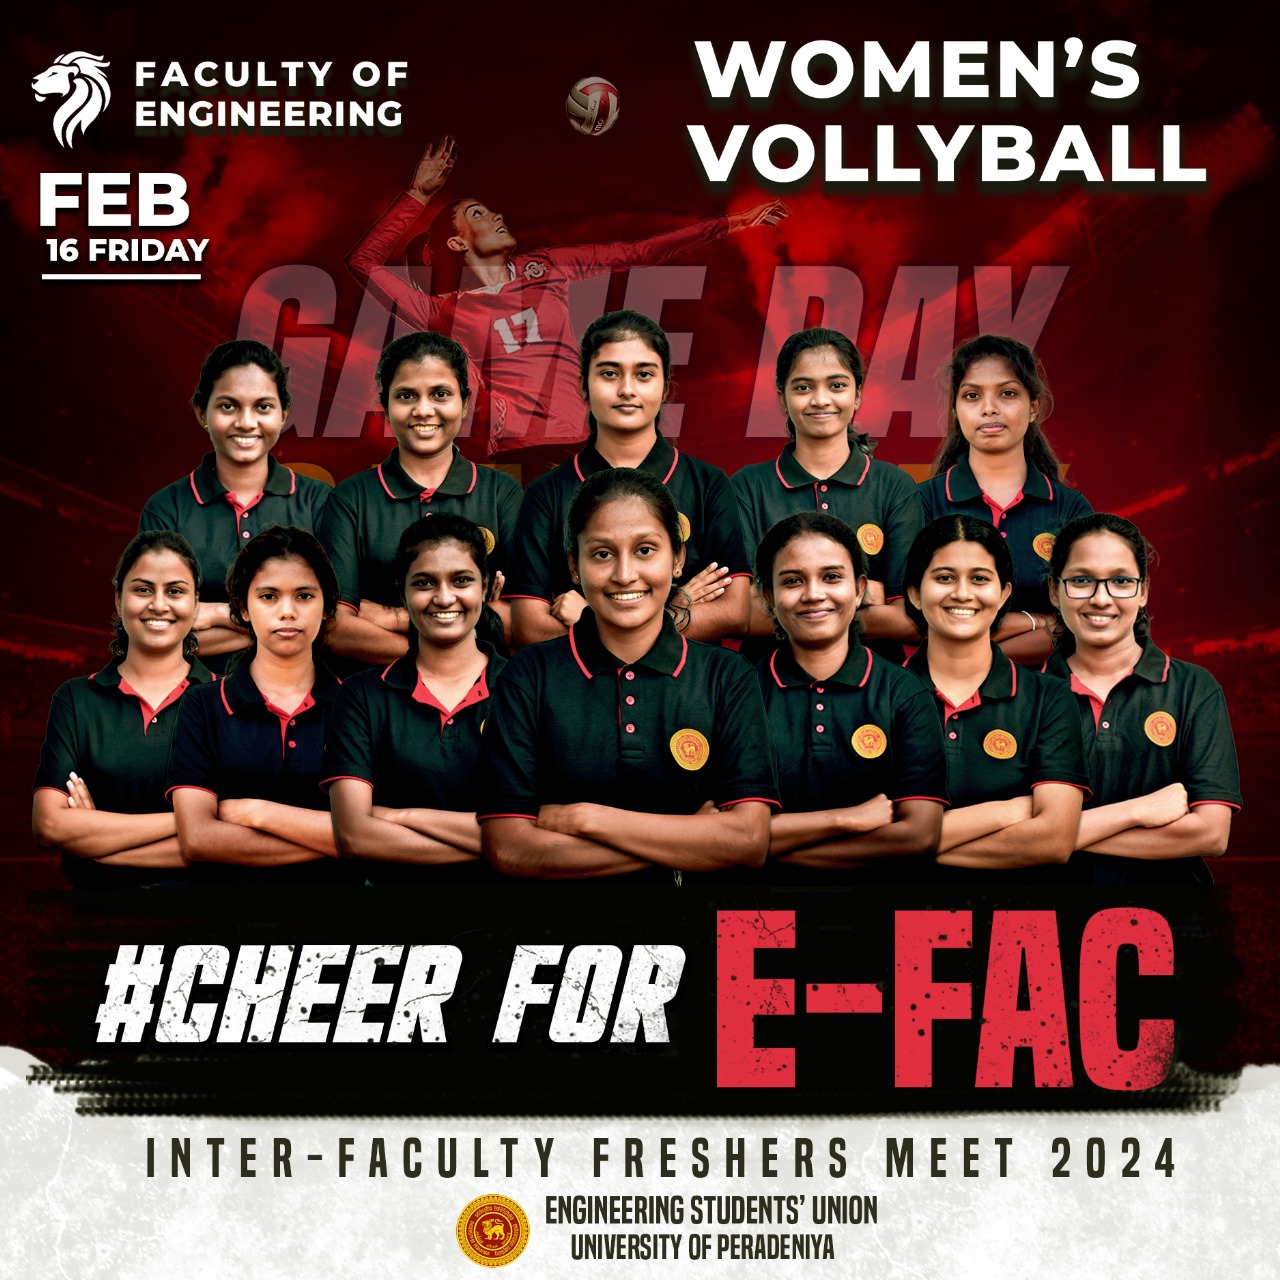 FACULTY OF
ENGINEERING
FEB
16 FRIDAY
WOMEN'S
VOLLYBALL
17
GAME DAY
#CHEER FOR E-FAC
INTER-FACULTY FRESHERS MEET 2024
ENGINEERING STUDENTS' UNION
UNIVERSITY OF PERADENIYA